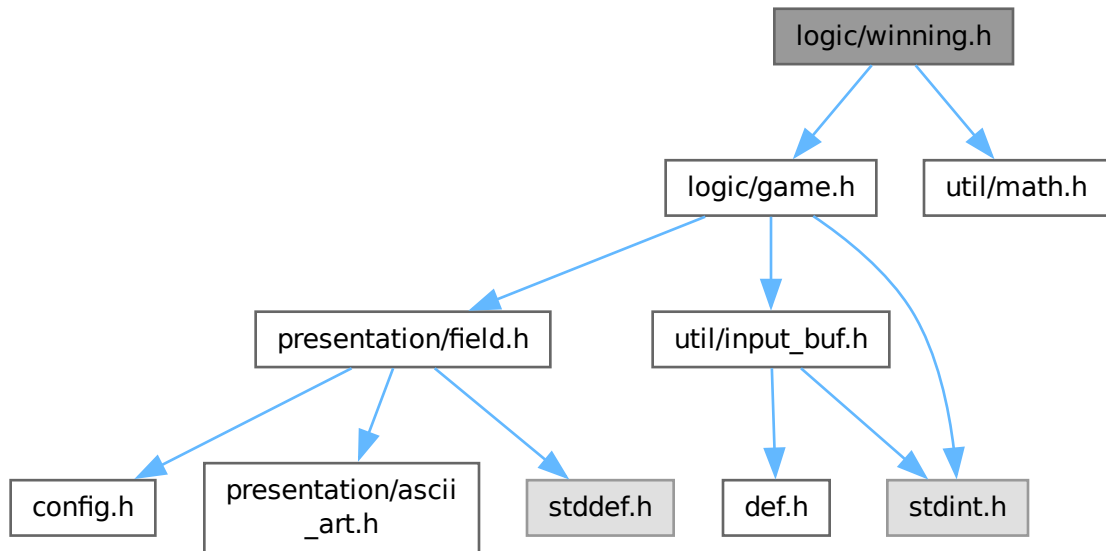 logic/winning.h
logic/game.h
util/math.h
presentation/field.h
util/input_buf.h
config.h
presentation/ascii
_art.h
stddef.h
def.h
stdint.h